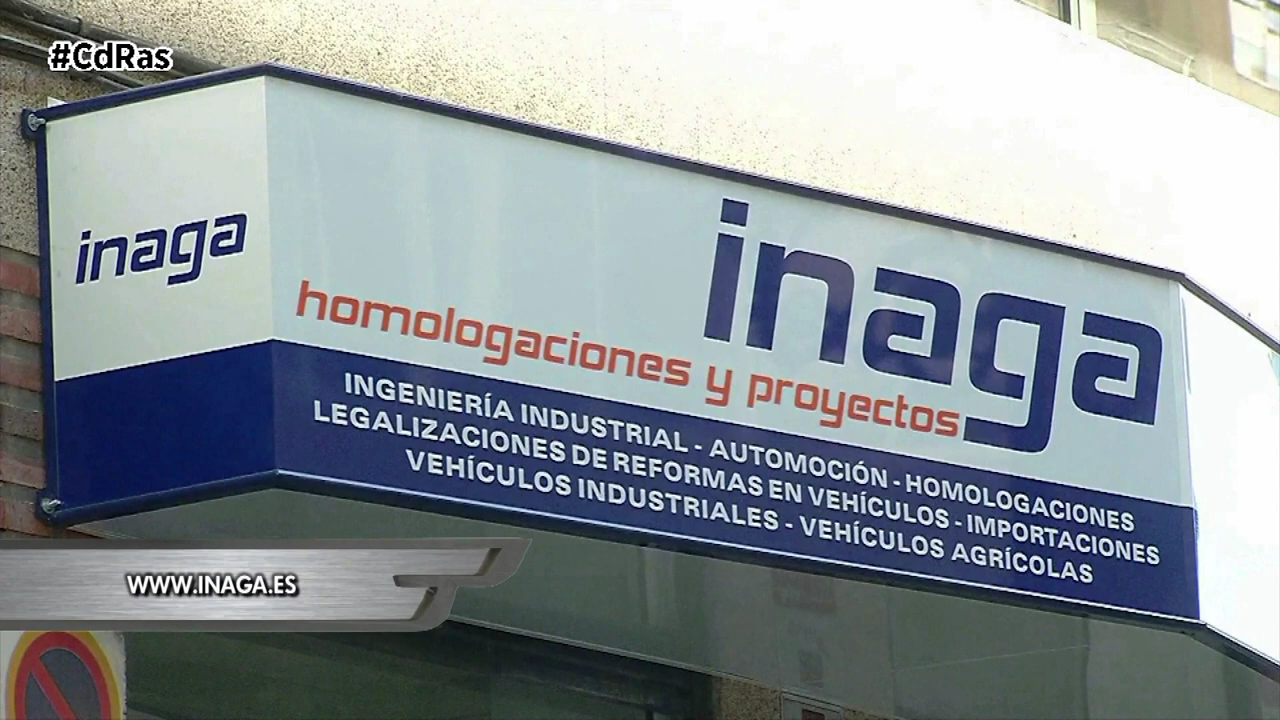 #CdRas
inaga
inaga
homologaciones y proyectos
INGENIERÍA INDUSTRIAL - AUTOMOCIÓN - HOMOLOGACIONES
LEGALIZACIONES DE REFORMAS EN VEHÍCULOS - IMPORTACIONES
VEHÍCULOS INDUSTRIALES - VEHÍCULOS AGRÍCOLAS
WWW.INAGA.ES